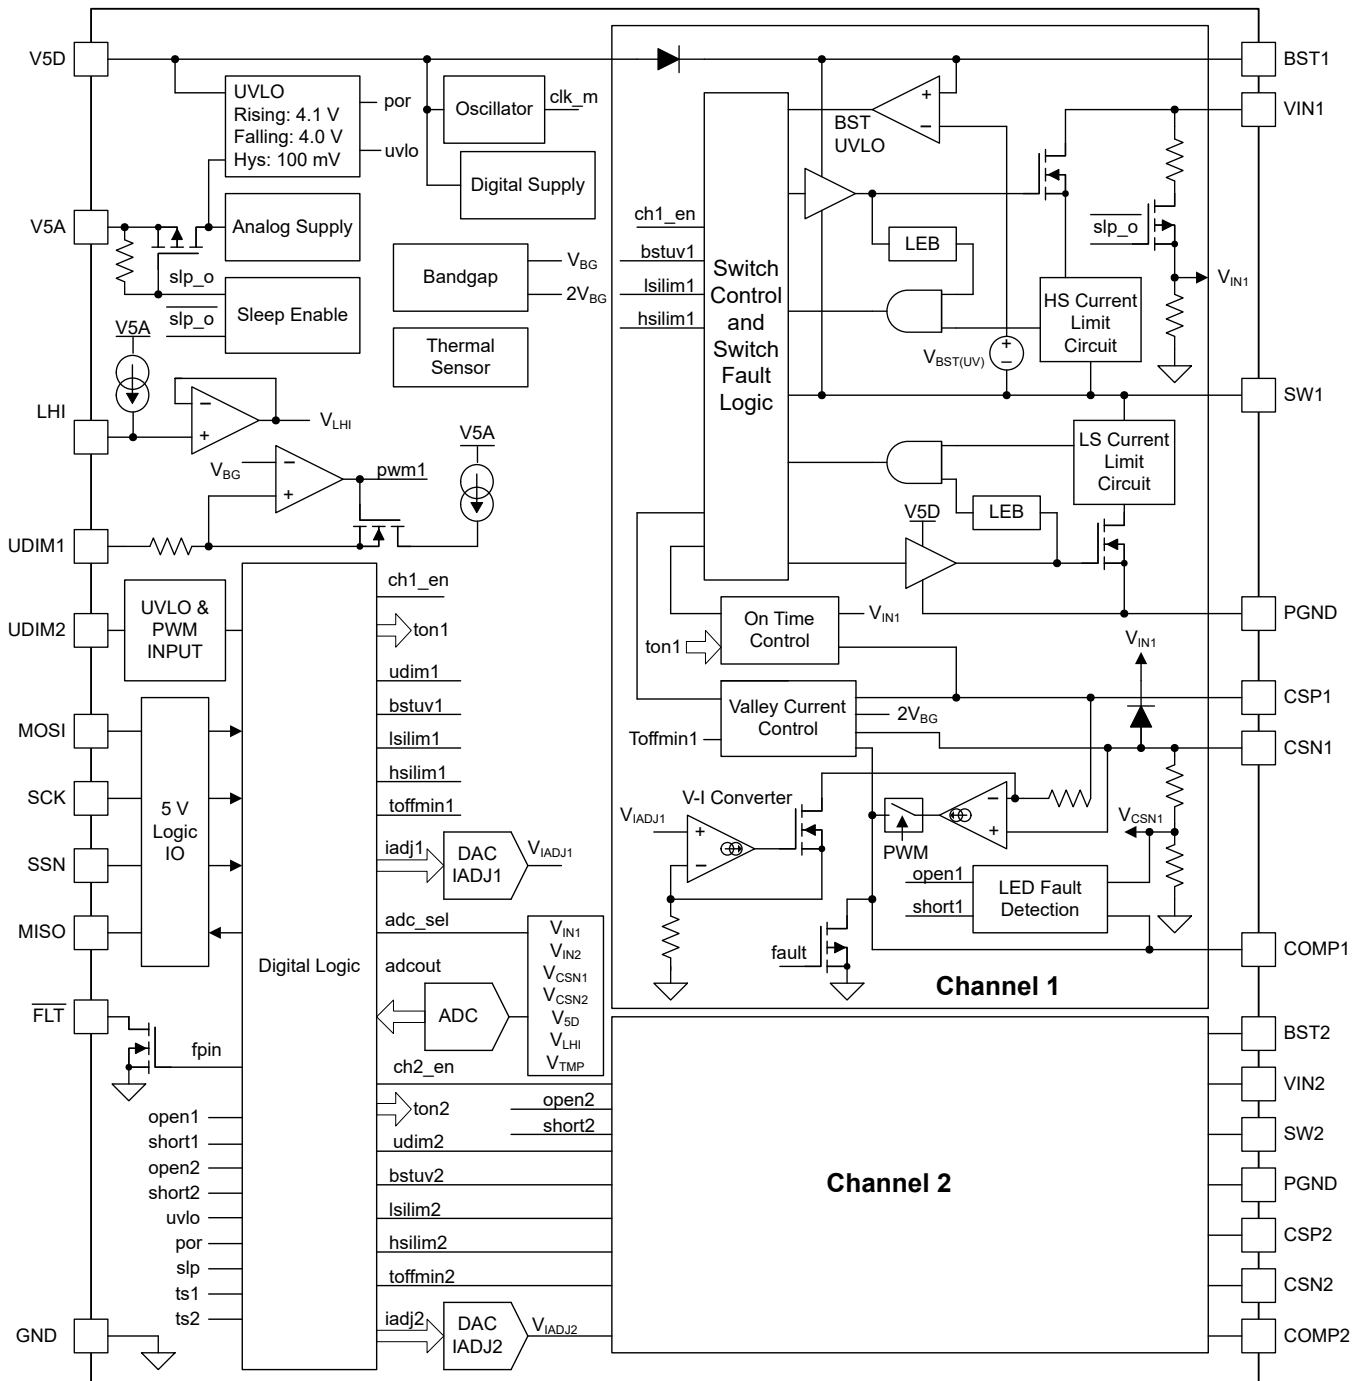 V5D
UVLO
Rising: 4.1 V
Falling: 4.0 V
Hys: 100 mV
por
uvlo
Oscillator
clk_m
Digital Supply
V5A
Analog Supply
slp_o
slp_o
Sleep Enable
Bandgap
VBG
2VBG
Thermal
Sensor
V5A
LHI
VLHI
VBG
pwm1
V5A
UDIM1
UDIM2
UVLO &
PWM
INPUT
MOSI
SCK
SSN
MISO
5 V
Logic
IO
FLT
fpin
open1
short1
open2
short2
uvlo
por
slp
ts1
ts2
GND
Digital Logic
ch1_en
ton1
udim1
bstuv1
lsilim1
hsilim1
toffmin1
iadj1
DAC
IADJ1
VIADJ1
adc_sel
adcout
ADC
VIN1
VIN2
VCSN1
VCSN2
V5D
VLHI
VTMP
ch2_en
ton2
open2
short2
udim2
bstuv2
lsilim2
hsilim2
toffmin2
iadj2
DAC
IADJ2
VIADJ2
ch1_en
bstuv1
lsilim1
hsilim1
Switch
Control
and
Switch
Fault
Logic
BST
UVLO
LEB
VBST(UV)
HS Current
Limit
Circuit
slp_o
VIN1
LS Current
Limit
Circuit
LEB
V5D
On Time
Control
VIN1
ton1
VIN1
Valley Current
Control
2VBG
Toffmin1
V-I Converter
VIADJ1
PWM
VCSN1
open1
short1
LED Fault
Detection
fault
Channel 1
Channel 2
BST1
VIN1
SW1
PGND
CSP1
CSN1
COMP1
BST2
VIN2
SW2
PGND
CSP2
CSN2
COMP2